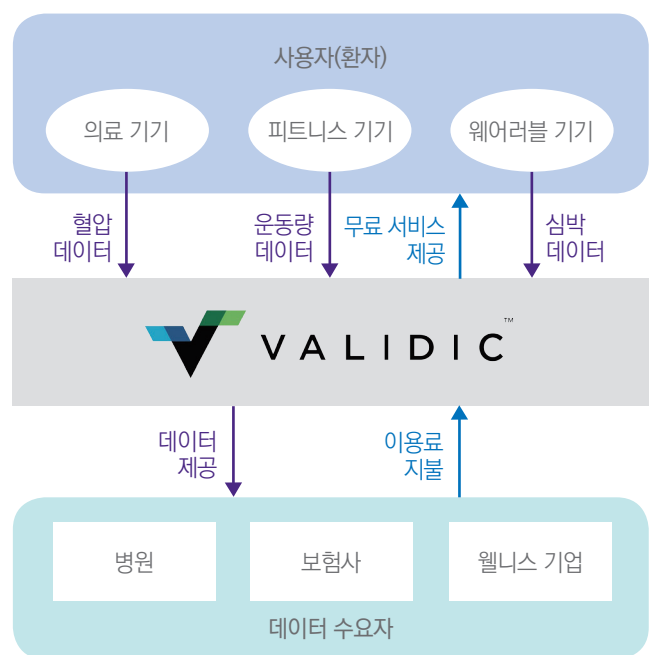 사용자(환자)
의료 기기
피트니스 기기
웨어러블 기기
혈압
데이터
운동량
데이터
무료 서비스
제공
심박
데이터
VALIDIC™
데이터
제공
이용료
지불
병원
보험사
웰니스 기업
데이터 수요자